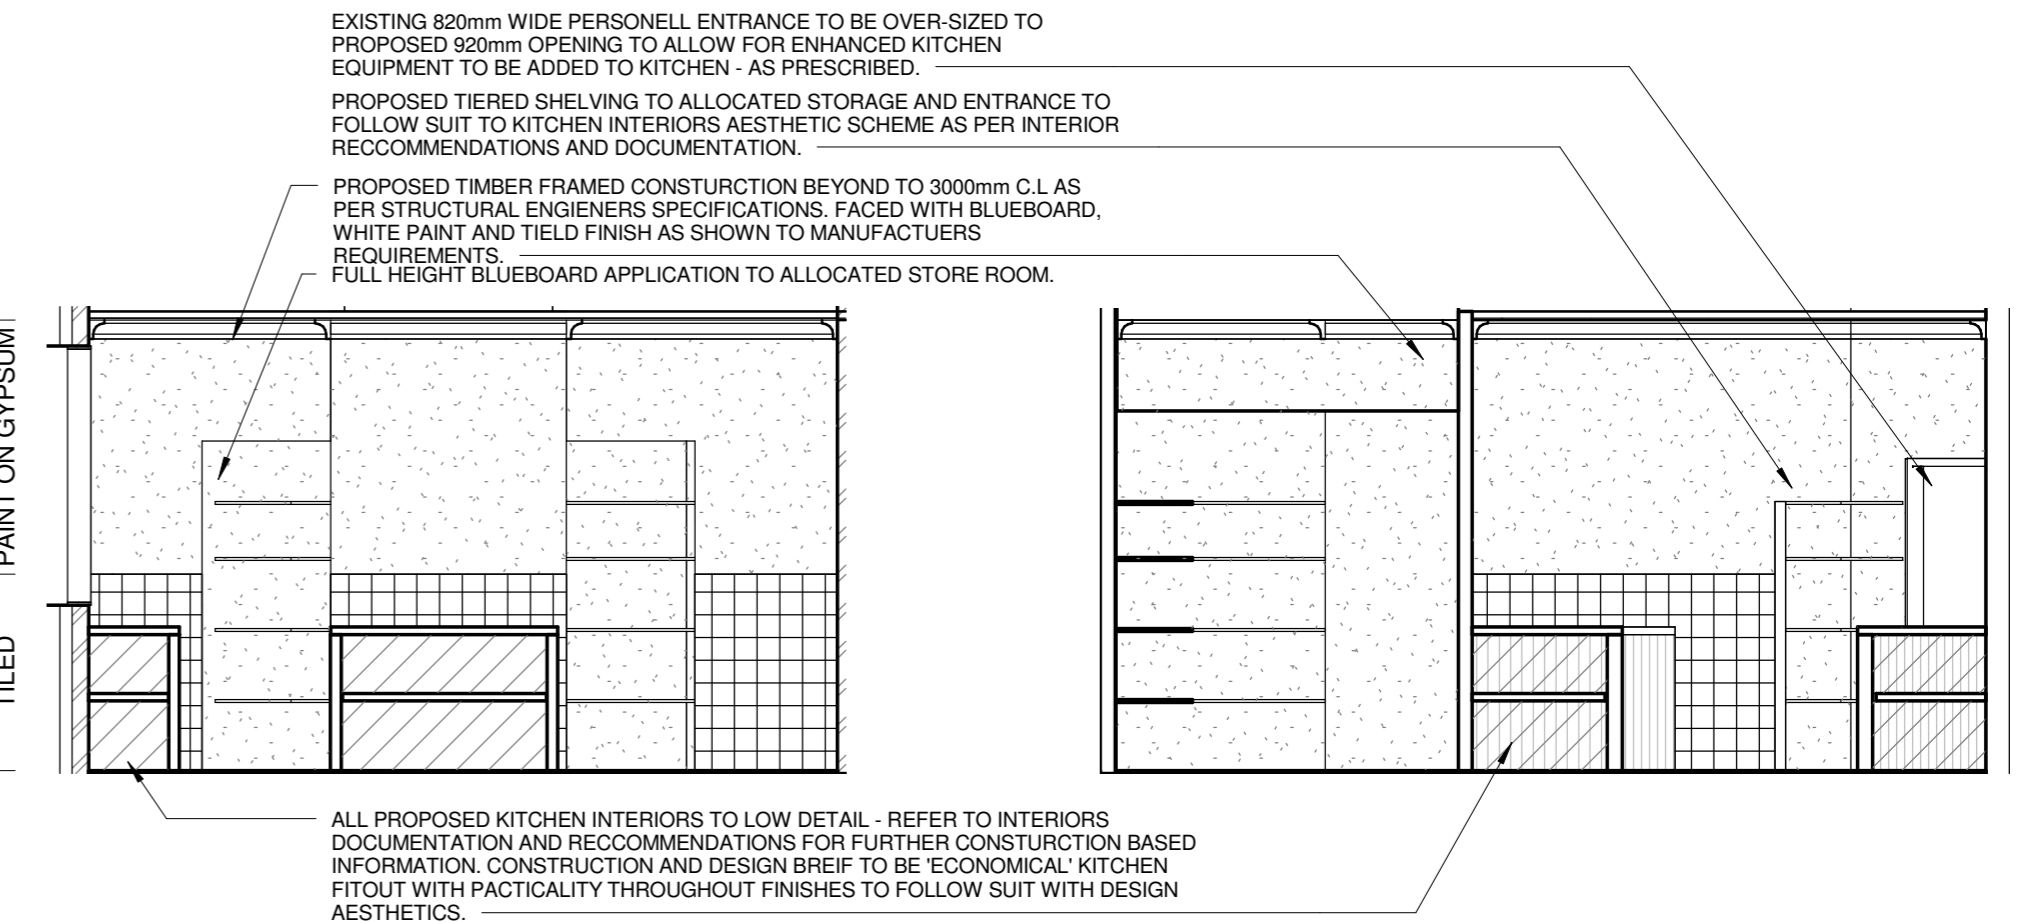 EXISTING 820mm WIDE PERSONELL ENTRANCE TO BE OVER-SIZED TO
PROPOSED 920mm OPENING TO ALLOW FOR ENHANCED KITCHEN
EQUIPMENT TO BE ADDED TO KITCHEN - AS PRESCRIBED.
PROPOSED TIERED SHELVING TO ALLOCATED STORAGE AND ENTRANCE TO
FOLLOW SUIT TO KITCHEN INTERIORS AESTHETIC SCHEME AS PER INTERIOR
RECCOMMENDATIONS AND DOCUMENTATION.
PROPOSED TIMBER FRAMED CONSTURCTION BEYOND TO 3000mm C.L AS
PER STRUCTURAL ENGIENERS SPECIFICATIONS. FACED WITH BLUEBOARD,
WHITE PAINT AND TIELD FINISH AS SHOWN TO MANUFACTUERS
REQUIREMENTS.
FULL HEIGHT BLUEBOARD APPLICATION TO ALLOCATED STORE ROOM.
PAINT ON GYPSUM
TILED
ALL PROPOSED KITCHEN INTERIORS TO LOW DETAIL - REFER TO INTERIORS
DOCUMENTATION AND RECCOMMENDATIONS FOR FURTHER CONSTURCTION BASED
INFORMATION. CONSTRUCTION AND DESIGN BREIF TO BE 'ECONOMICAL' KITCHEN
FITOUT WITH PACTICALITY THROUGHOUT FINISHES TO FOLLOW SUIT WITH DESIGN
AESTHETICS.